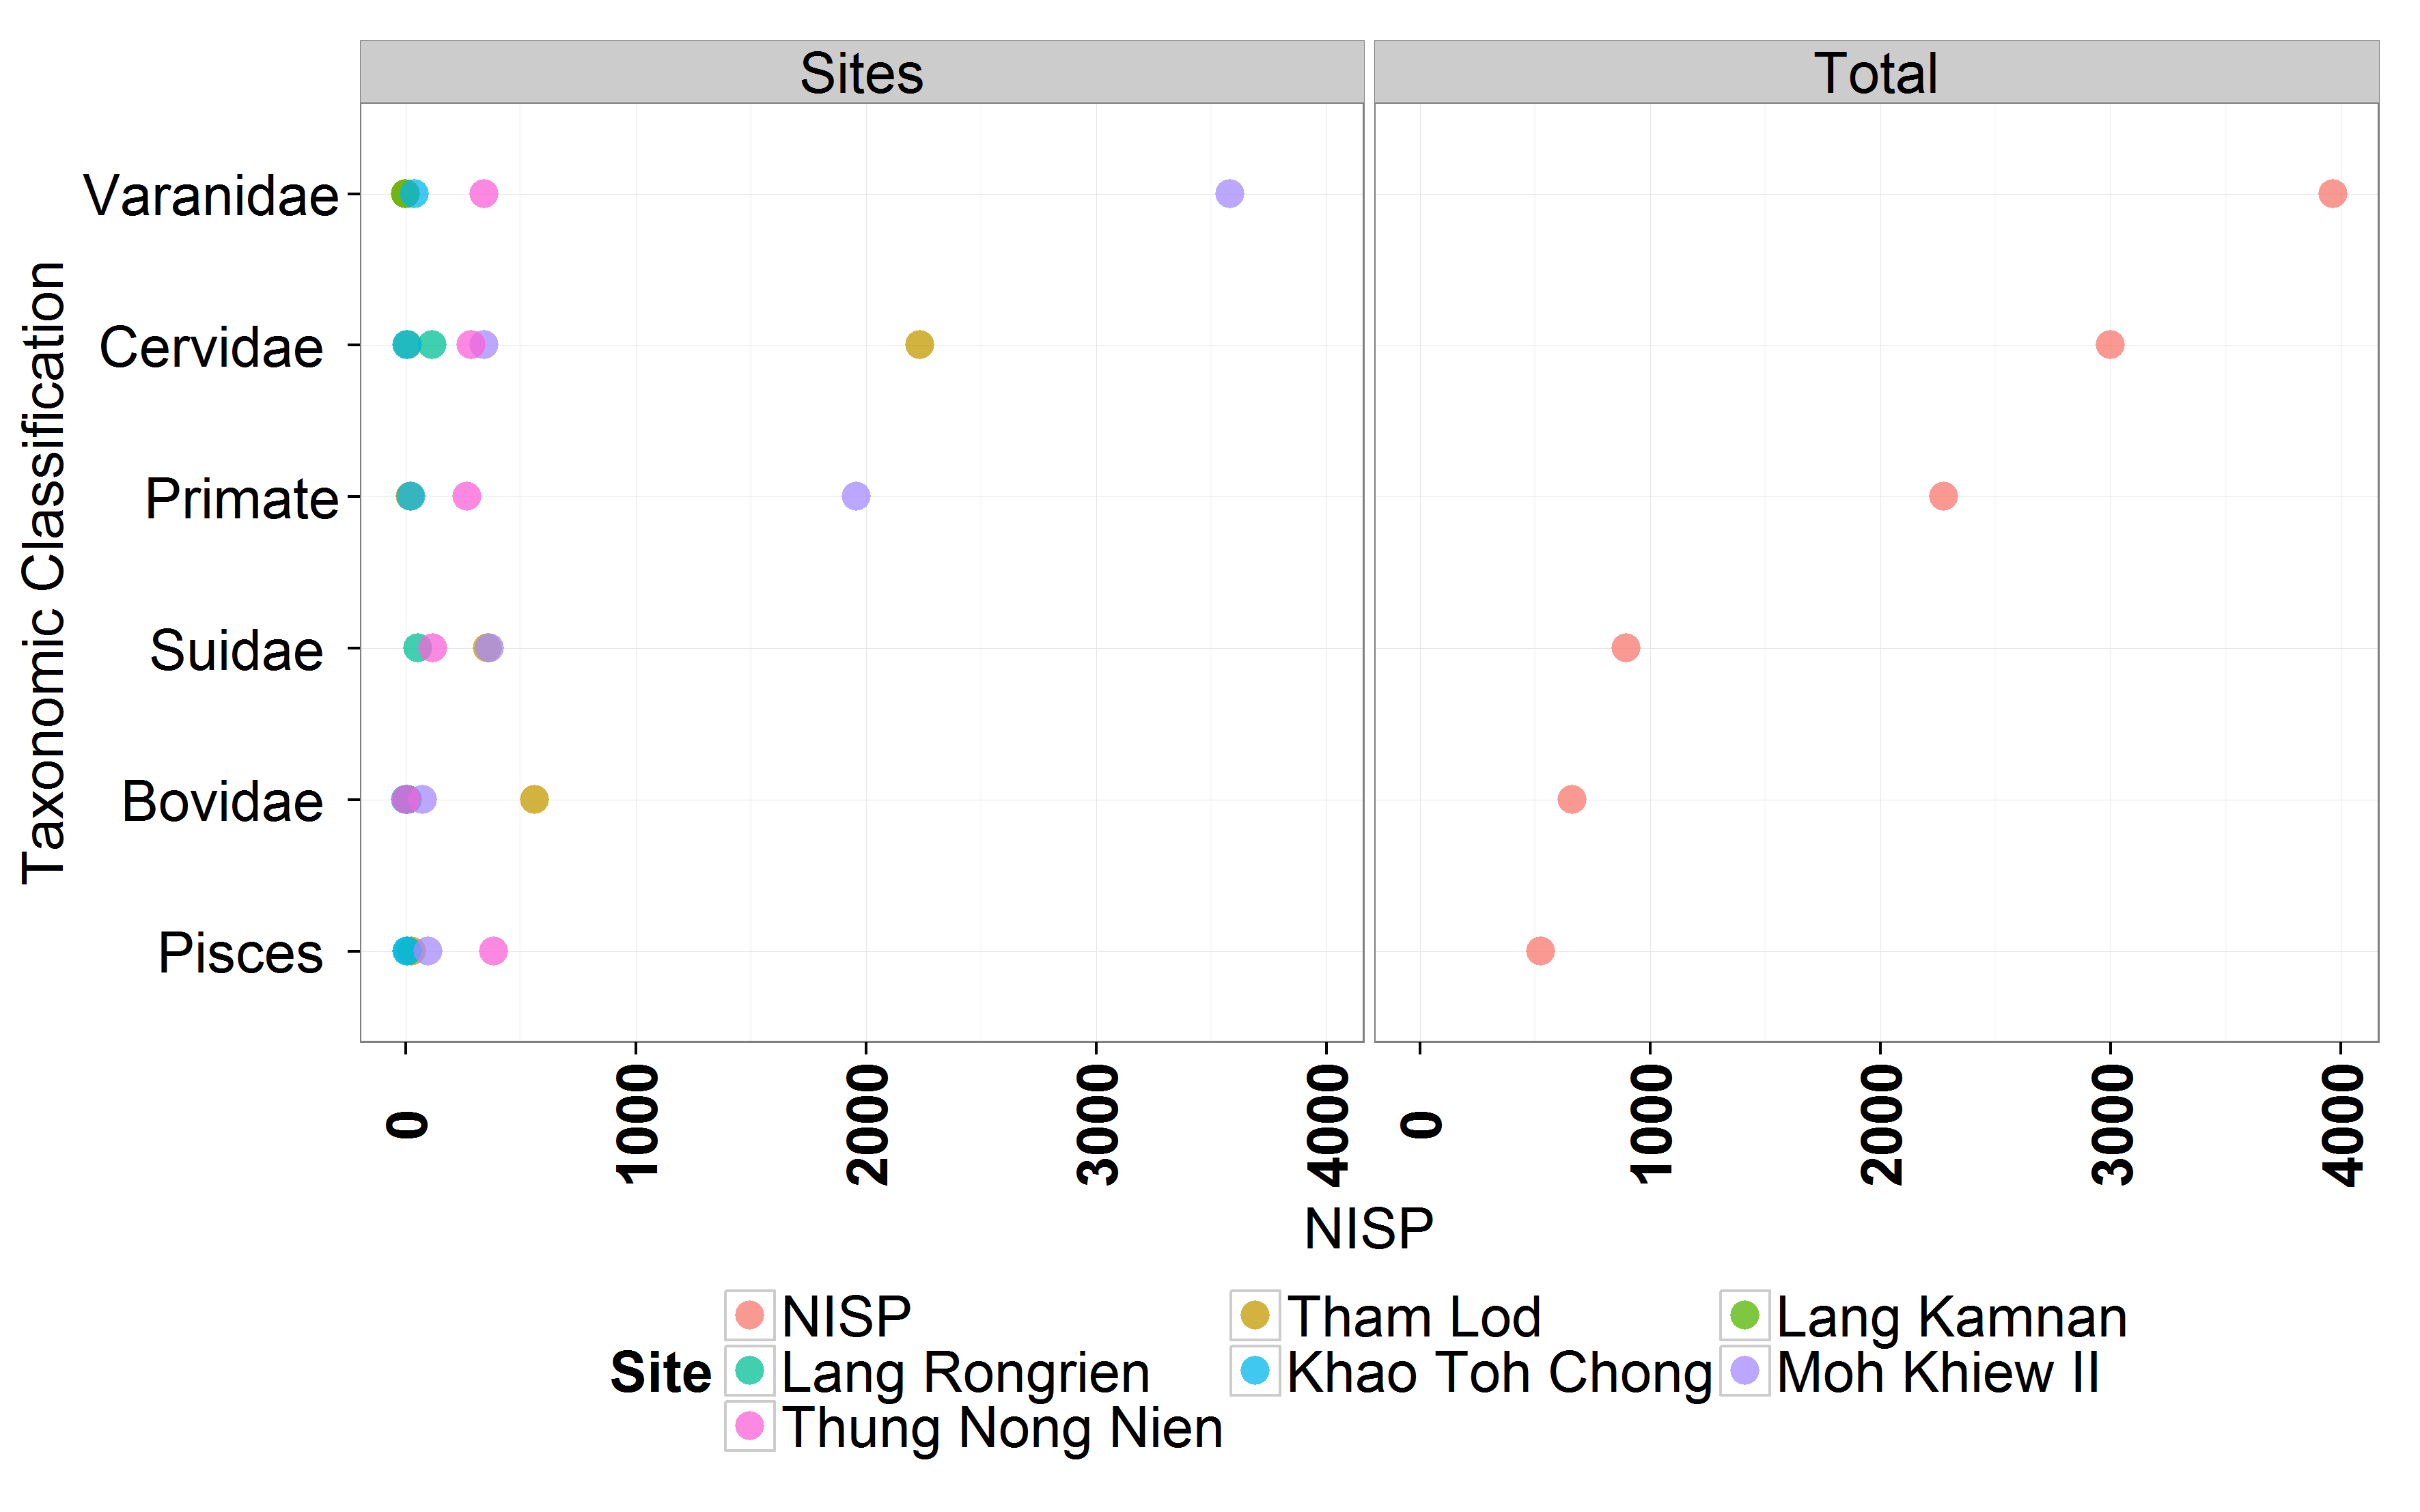 Sites
Total
Taxonomic Classification
Varanidae
Cervidae
Primate
Suidae
Bovidae
Pisces
0 1000 2000 3000 4000
0 1000 2000 3000 4000
NISP
Site
NISP Tham Lod Lang Kamnan
Lang Rongrien Khao Toh Chong Moh Khiew II
Thung Nong Nien